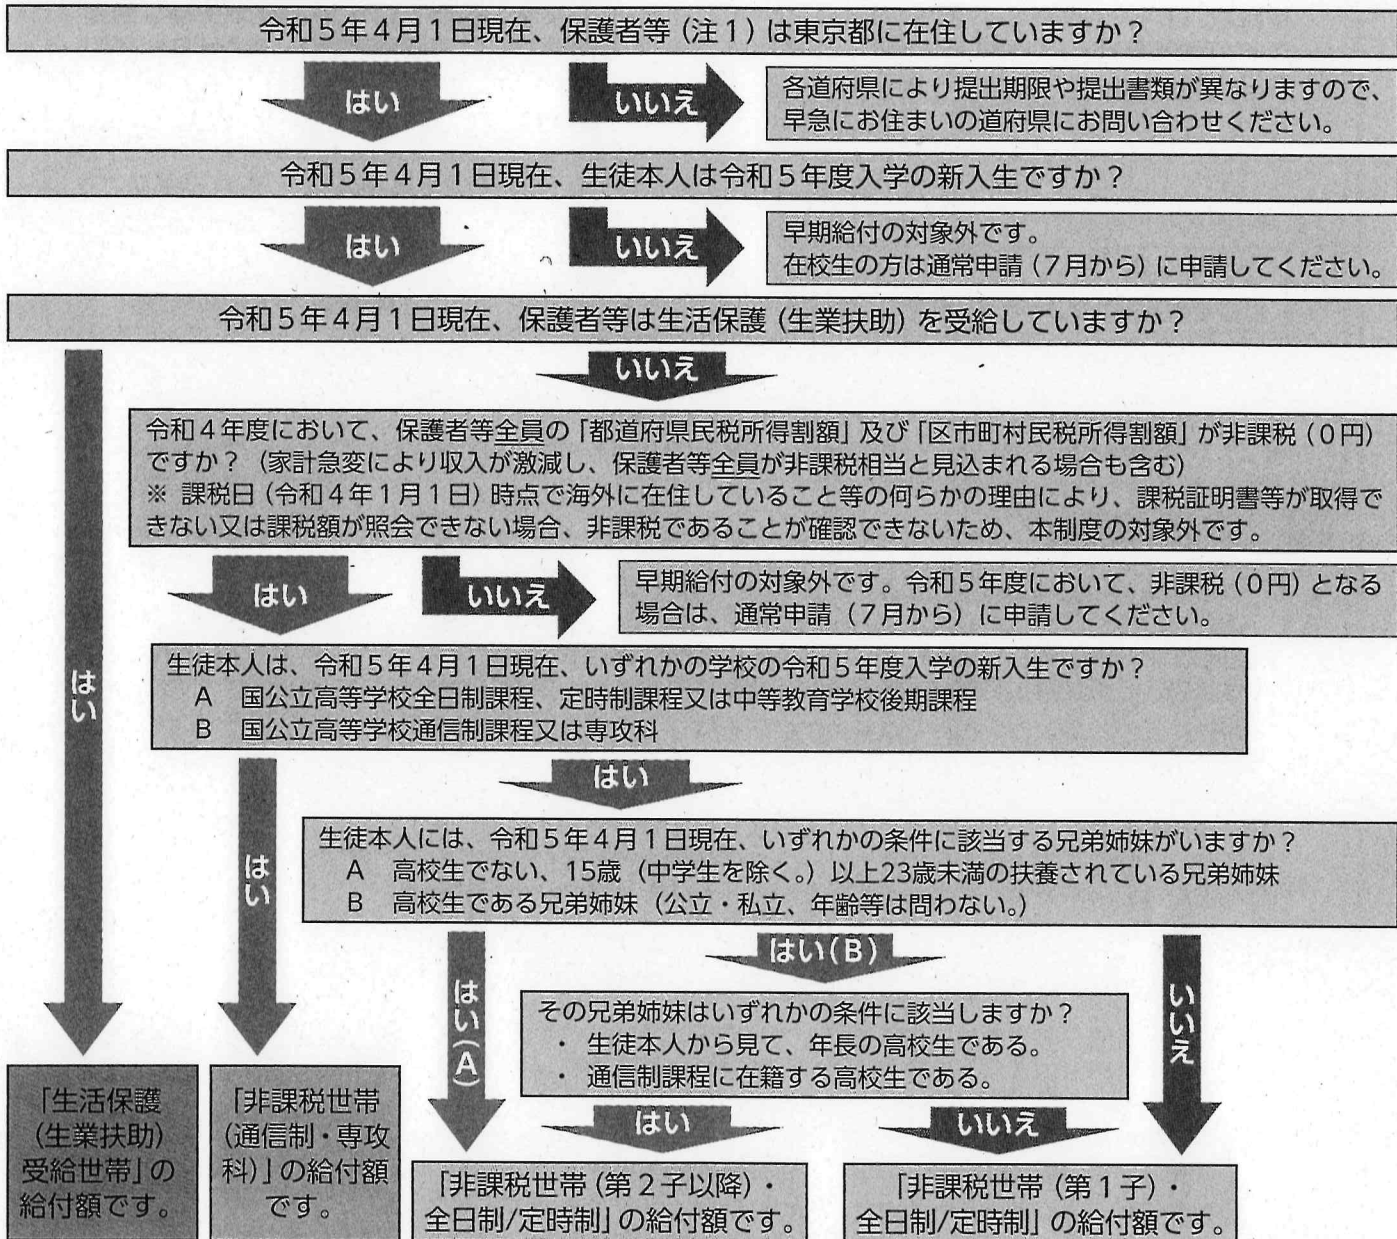 令和5年4月1日現在、保護者等（注1）は東京都に在住していますか？
はい
いいえ
各道府県により提出期限や提出書類が異なりますので、
早急にお住まいの道府県にお問い合わせください。
令和5年4月1日現在、生徒本人は令和5年度入学の新入生ですか？
はい
いいえ
早期給付の対象外です。
在校生の方は通常申請（7月から）に申請してください。
令和5年4月1日現在、保護者等は生活保護（生業扶助）を受給していますか？
いいえ
令和4年度において、保護者等全員の「都道府県民税所得割額」及び「区市町村民税所得割額」が非課税（0円）
ですか？（家計急変により収入が激減し、保護者等全員が非課税相当と見込まれる場合も含む）
※ 課税日（令和4年1月1日）時点で海外に在住していること等の何らかの理由により、課税証明書等が取得で
きない又は課税額が照会できない場合、非課税であることが確認できないため、本制度の対象外です。
はい
いいえ
早期給付の対象外です。令和5年度において、非課税（0円）となる
場合は、通常申請（7月から）に申請してください。
はい
生徒本人は、令和5年4月1日現在、いずれかの学校の令和5年度入学の新入生ですか？
A 国公立高等学校全日制課程、定時制課程又は中等教育学校後期課程
B 国公立高等学校通信制課程又は専攻科
はい
はい
生徒本人には、令和5年4月1日現在、いずれかの条件に該当する兄弟姉妹がいますか？
A 高校生でない、15歳（中学生を除く。）以上23歳未満の扶養されている兄弟姉妹
B 高校生である兄弟姉妹（公立・私立、年齢等は問わない。）
はい(A)
はい(B)
いいえ
その兄弟姉妹はいずれかの条件に該当しますか？
・ 生徒本人から見て、年長の高校生である。
・ 通信制課程に在籍する高校生である。
はい
いいえ
「生活保護
（生業扶助）
受給世帯」の
給付額です。
「非課税世帯
（通信制・専攻
科）」の給付額
です。
「非課税世帯（第2子以降）・
全日制/定時制」の給付額です。
「非課税世帯（第1子）・
全日制/定時制」の給付額です。